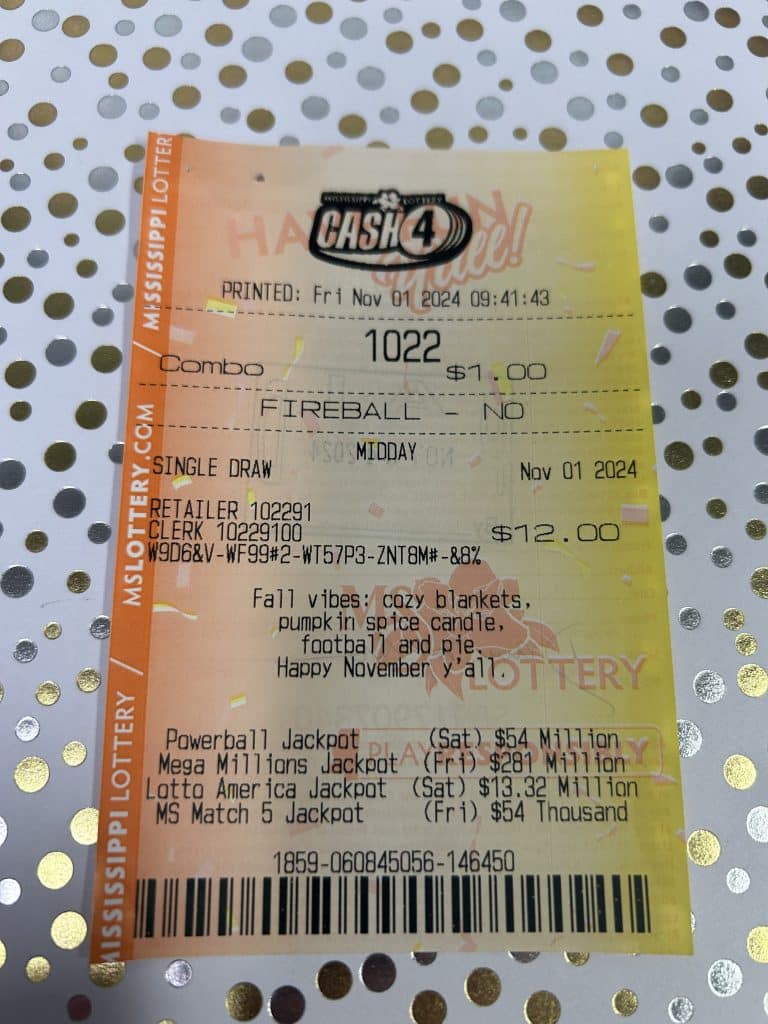 MISSISSIPPI LOTTERY
CASH 4
PRINTED: Fri Nov 01 2024 09:41:43
1022
Combo $1.00
FIREBALL - NO
MIDDAY
SINGLE DRAW Nov 01 2024
RETAILER 102291
CLERK 10229100 $12.00
W9D6&V-WF99#2-WT57P3-ZNT8M#-&8%
Fall vibes: cozy blankets,
pumpkin spice candle,
football and pie.
Happy November y'all.
MS LOTTERY
PLAY RESPONSIBLY
Powerball Jackpot (Sat) $54 Million
Mega Millions Jackpot (Fri) $281 Million
Lotto America Jackpot (Sat) $13.32 Million
MS Match 5 Jackpot (Fri) $54 Thousand
1859-060845056-146450
MISSISSIPPI LOTTERY / MSLOTTERY.COM / MISSISSIPPI LOTTERY